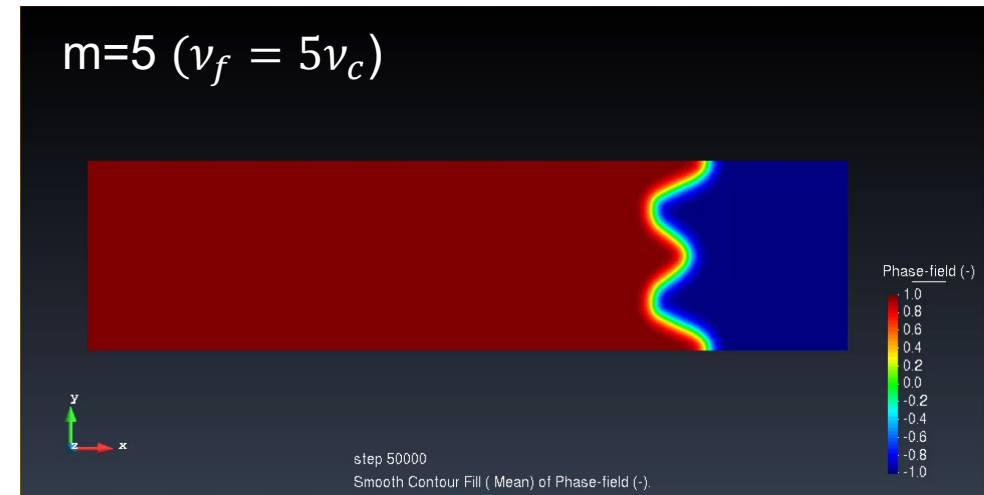 m=5 (𝜈𝑓 = 5𝜈𝑐)
Phase-field (-)
1.0
0.8
0.6
0.4
0.2
0.0
-0.2
-0.4
-0.6
-0.8
-1.0
y
z x
step 50000
Smooth Contour Fill ( Mean) of Phase-field (-).